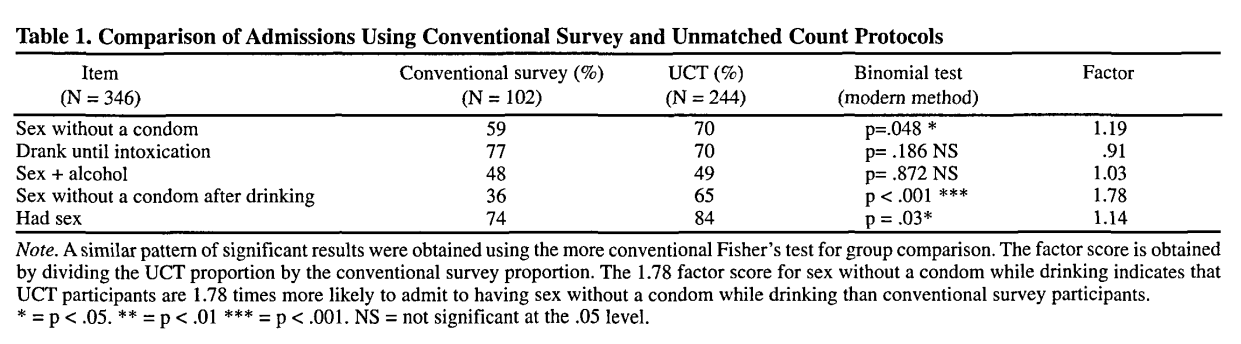 Table 1. Comparison of Admissions Using Conventional Survey and Unmatched Count Protocols
Item Conventional survey (%) UCT (%) Binomial test Factor
(N = 346) (N = 102) (N = 244) (modern method)
Sex without a condom 59 70 p=.048 * 1.19
Drank until intoxication 77 70 p= .186 NS .91
Sex + alcohol 48 49 p= .872 NS 1.03
Sex without a condom after drinking 36 65 p < .001 *** 1.78
Had sex 74 84 p = .03* 1.14
Note. A similar pattern of significant results were obtained using the more conventional Fisher's test for group comparison. The factor score is obtained
by dividing the UCT proportion by the conventional survey proportion. The 1.78 factor score for sex without a condom while drinking indicates that
UCT participants are 1.78 times more likely to admit to having sex without a condom while drinking than conventional survey participants.
* = p < .05. ** = p < .01 *** = p < .001. NS = not significant at the .05 level.